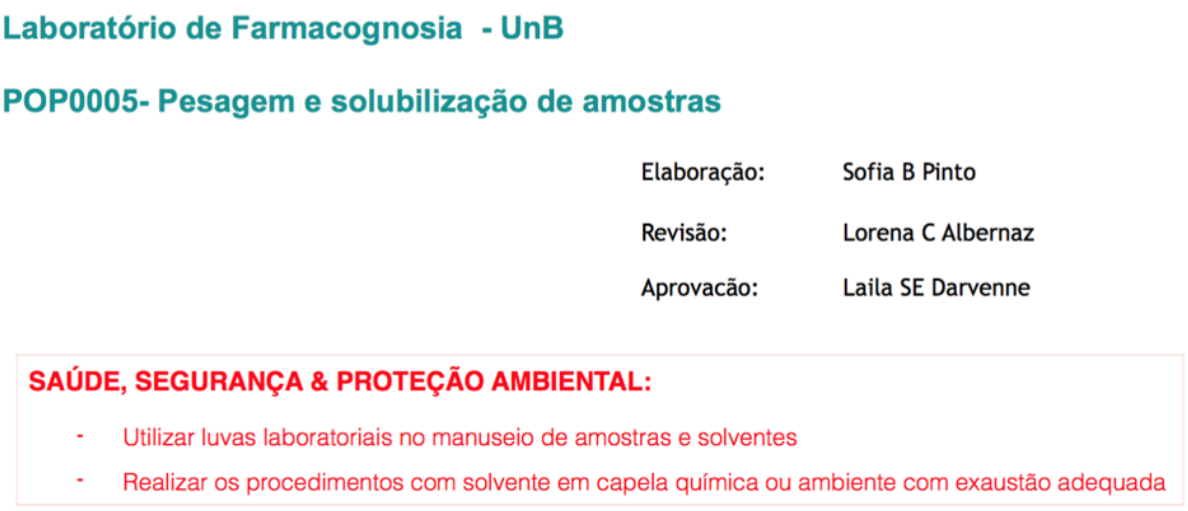 Laboratório de Farmacognosia - UnB
POP0005- Pesagem e solubilização de amostras
Elaboração: Sofia B Pinto
Revisão: Lorena C Albernaz
Aprovacão: Laila SE Darvenne
SAÚDE, SEGURANÇA & PROTEÇÃO AMBIENTAL:
- Utilizar luvas laboratoriais no manuseio de amostras e solventes
- Realizar os procedimentos com solvente em capela química ou ambiente com exaustão adequada